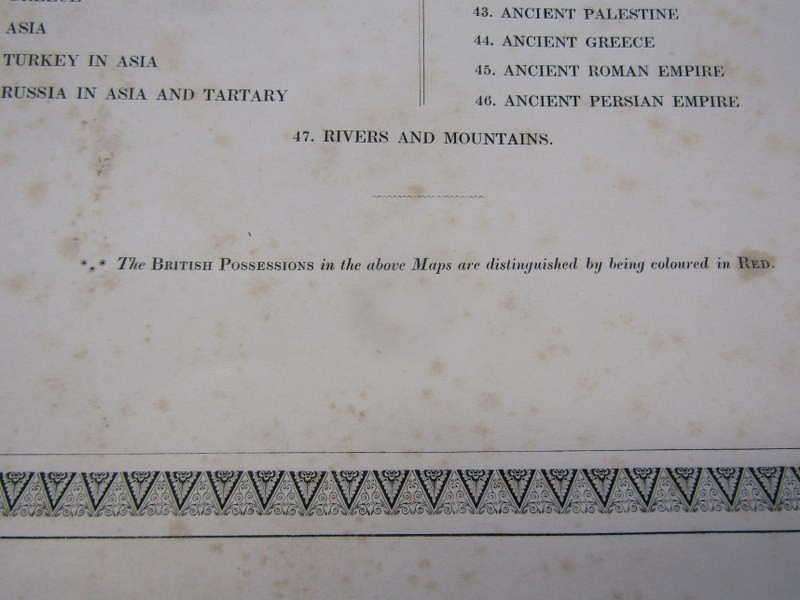 ASIA
TURKEY IN ASIA
RUSSIA IN ASIA AND TARTARY
43. ANCIENT PALESTINE
44. ANCIENT GREECE
45. ANCIENT ROMAN EMPIRE
46. ANCIENT PERSIAN EMPIRE
47. RIVERS AND MOUNTAINS.
*⁎* The BRITISH POSSESSIONS in the above Maps are distinguished by being coloured in RED.